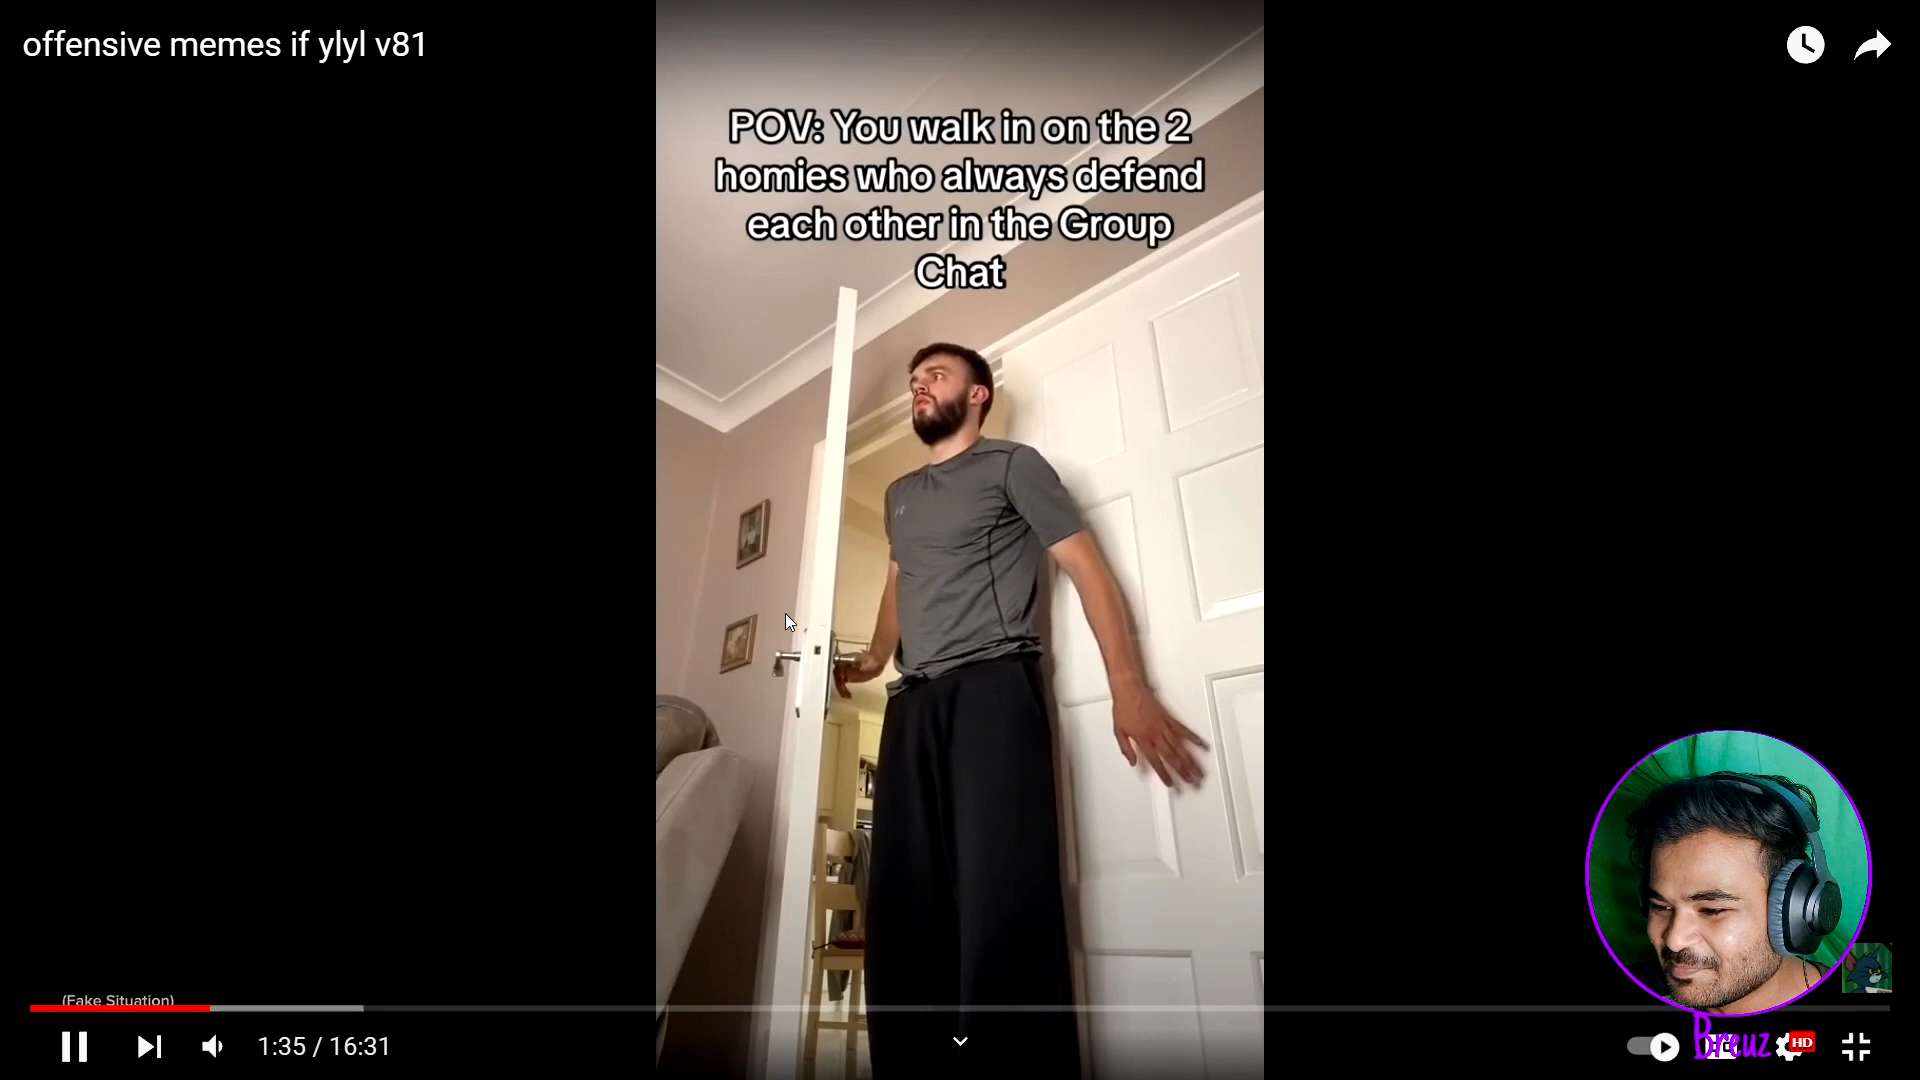 offensive memes if ylyl v81
POV: You walk in on the 2
homies who always defend
each other in the Group
Chat
(Fake Situation)
1:35 / 16:31
Breuz
HD